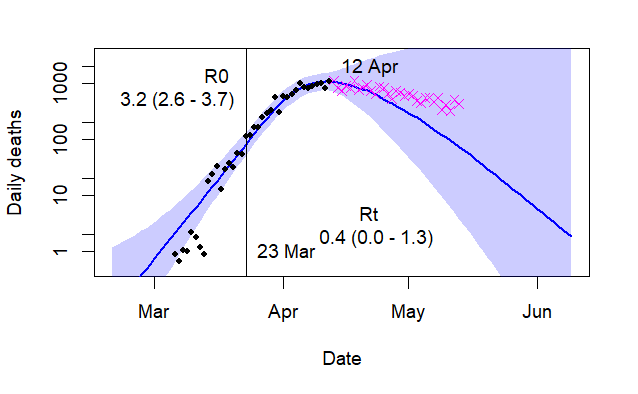 12 Apr
R0
3.2 (2.6 - 3.7)
Rt
0.4 (0.0 - 1.3)
23 Mar
Daily deaths
1000
100
10
1
Mar
Apr
May
Jun
Date